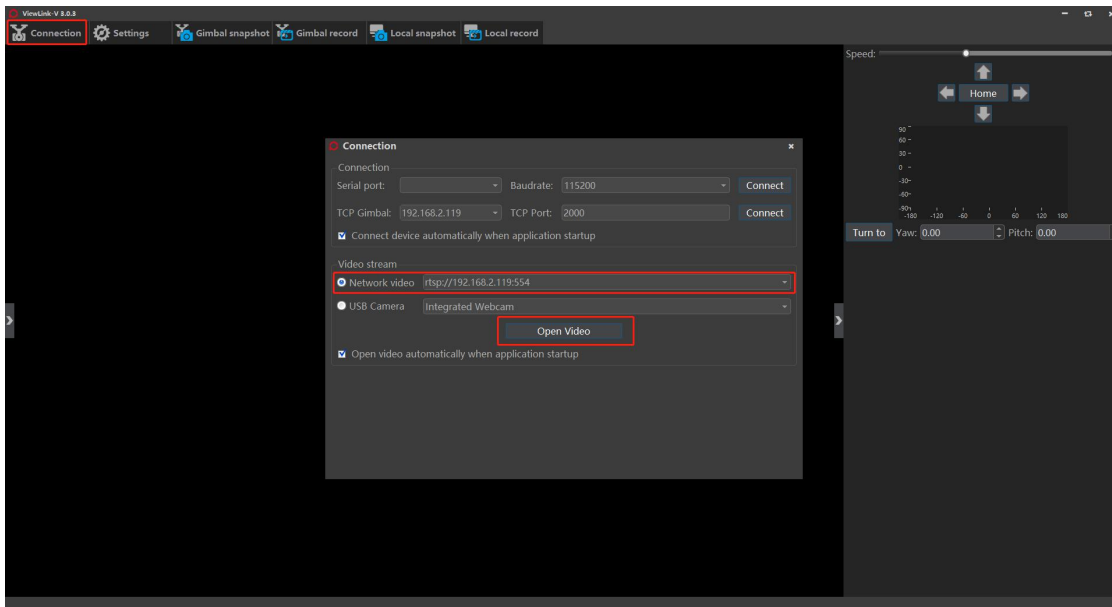 ViewLink-V 3.0.3
Connection Settings Gimbal snapshot Gimbal record Local snapshot Local record
Speed:
Home
90
60
30
0
-30
-60
-90
-180 -120 -60 0 60 120 180
Turn to Yaw: 0.00 Pitch: 0.00
Connection
Connection
Serial port: Baudrate: 115200 Connect
TCP Gimbal: 192.168.2.119 TCP Port: 2000 Connect
Connect device automatically when application startup
Video stream
Network video rtsp://192.168.2.119:554
USB Camera Integrated Webcam
Open Video
Open video automatically when application startup